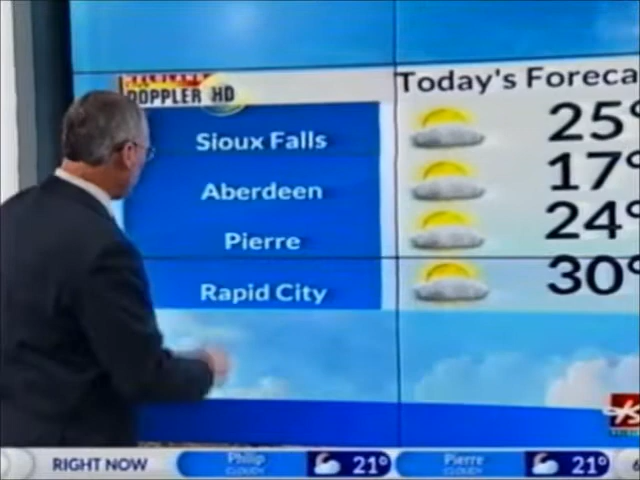 DOPPLER HD
Today's Foreca
Sioux Falls 25°
Aberdeen 17°
Pierre 24°
Rapid City 30°
RIGHT NOW Philip CLOUDY 21° Pierre CLOUDY 21° 6